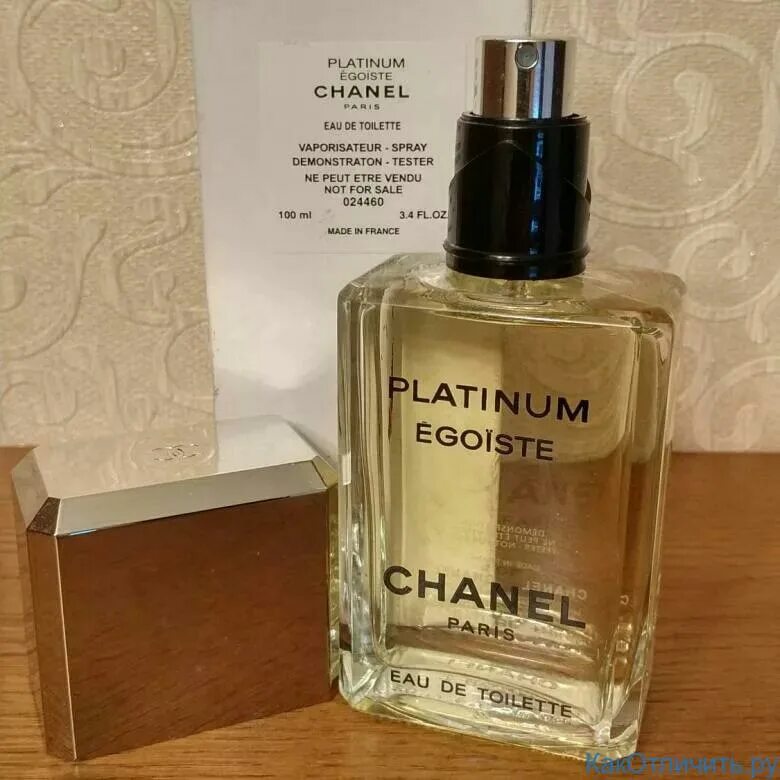 PLATINUM
ÉGOÏSTE
CHANEL
PARIS
EAU DE TOILETTE
VAPORISATEUR - SPRAY
DEMONSTRATON - TESTER
NE PEUT ETRE VENDU
NOT FOR SALE
024460
100 ml 3.4 FL.OZ.
MADE IN FRANCE
PLATINUM
ÉGOÏSTE
CHANEL
PARIS
EAU DE TOILETTE
КакОтличить.ру